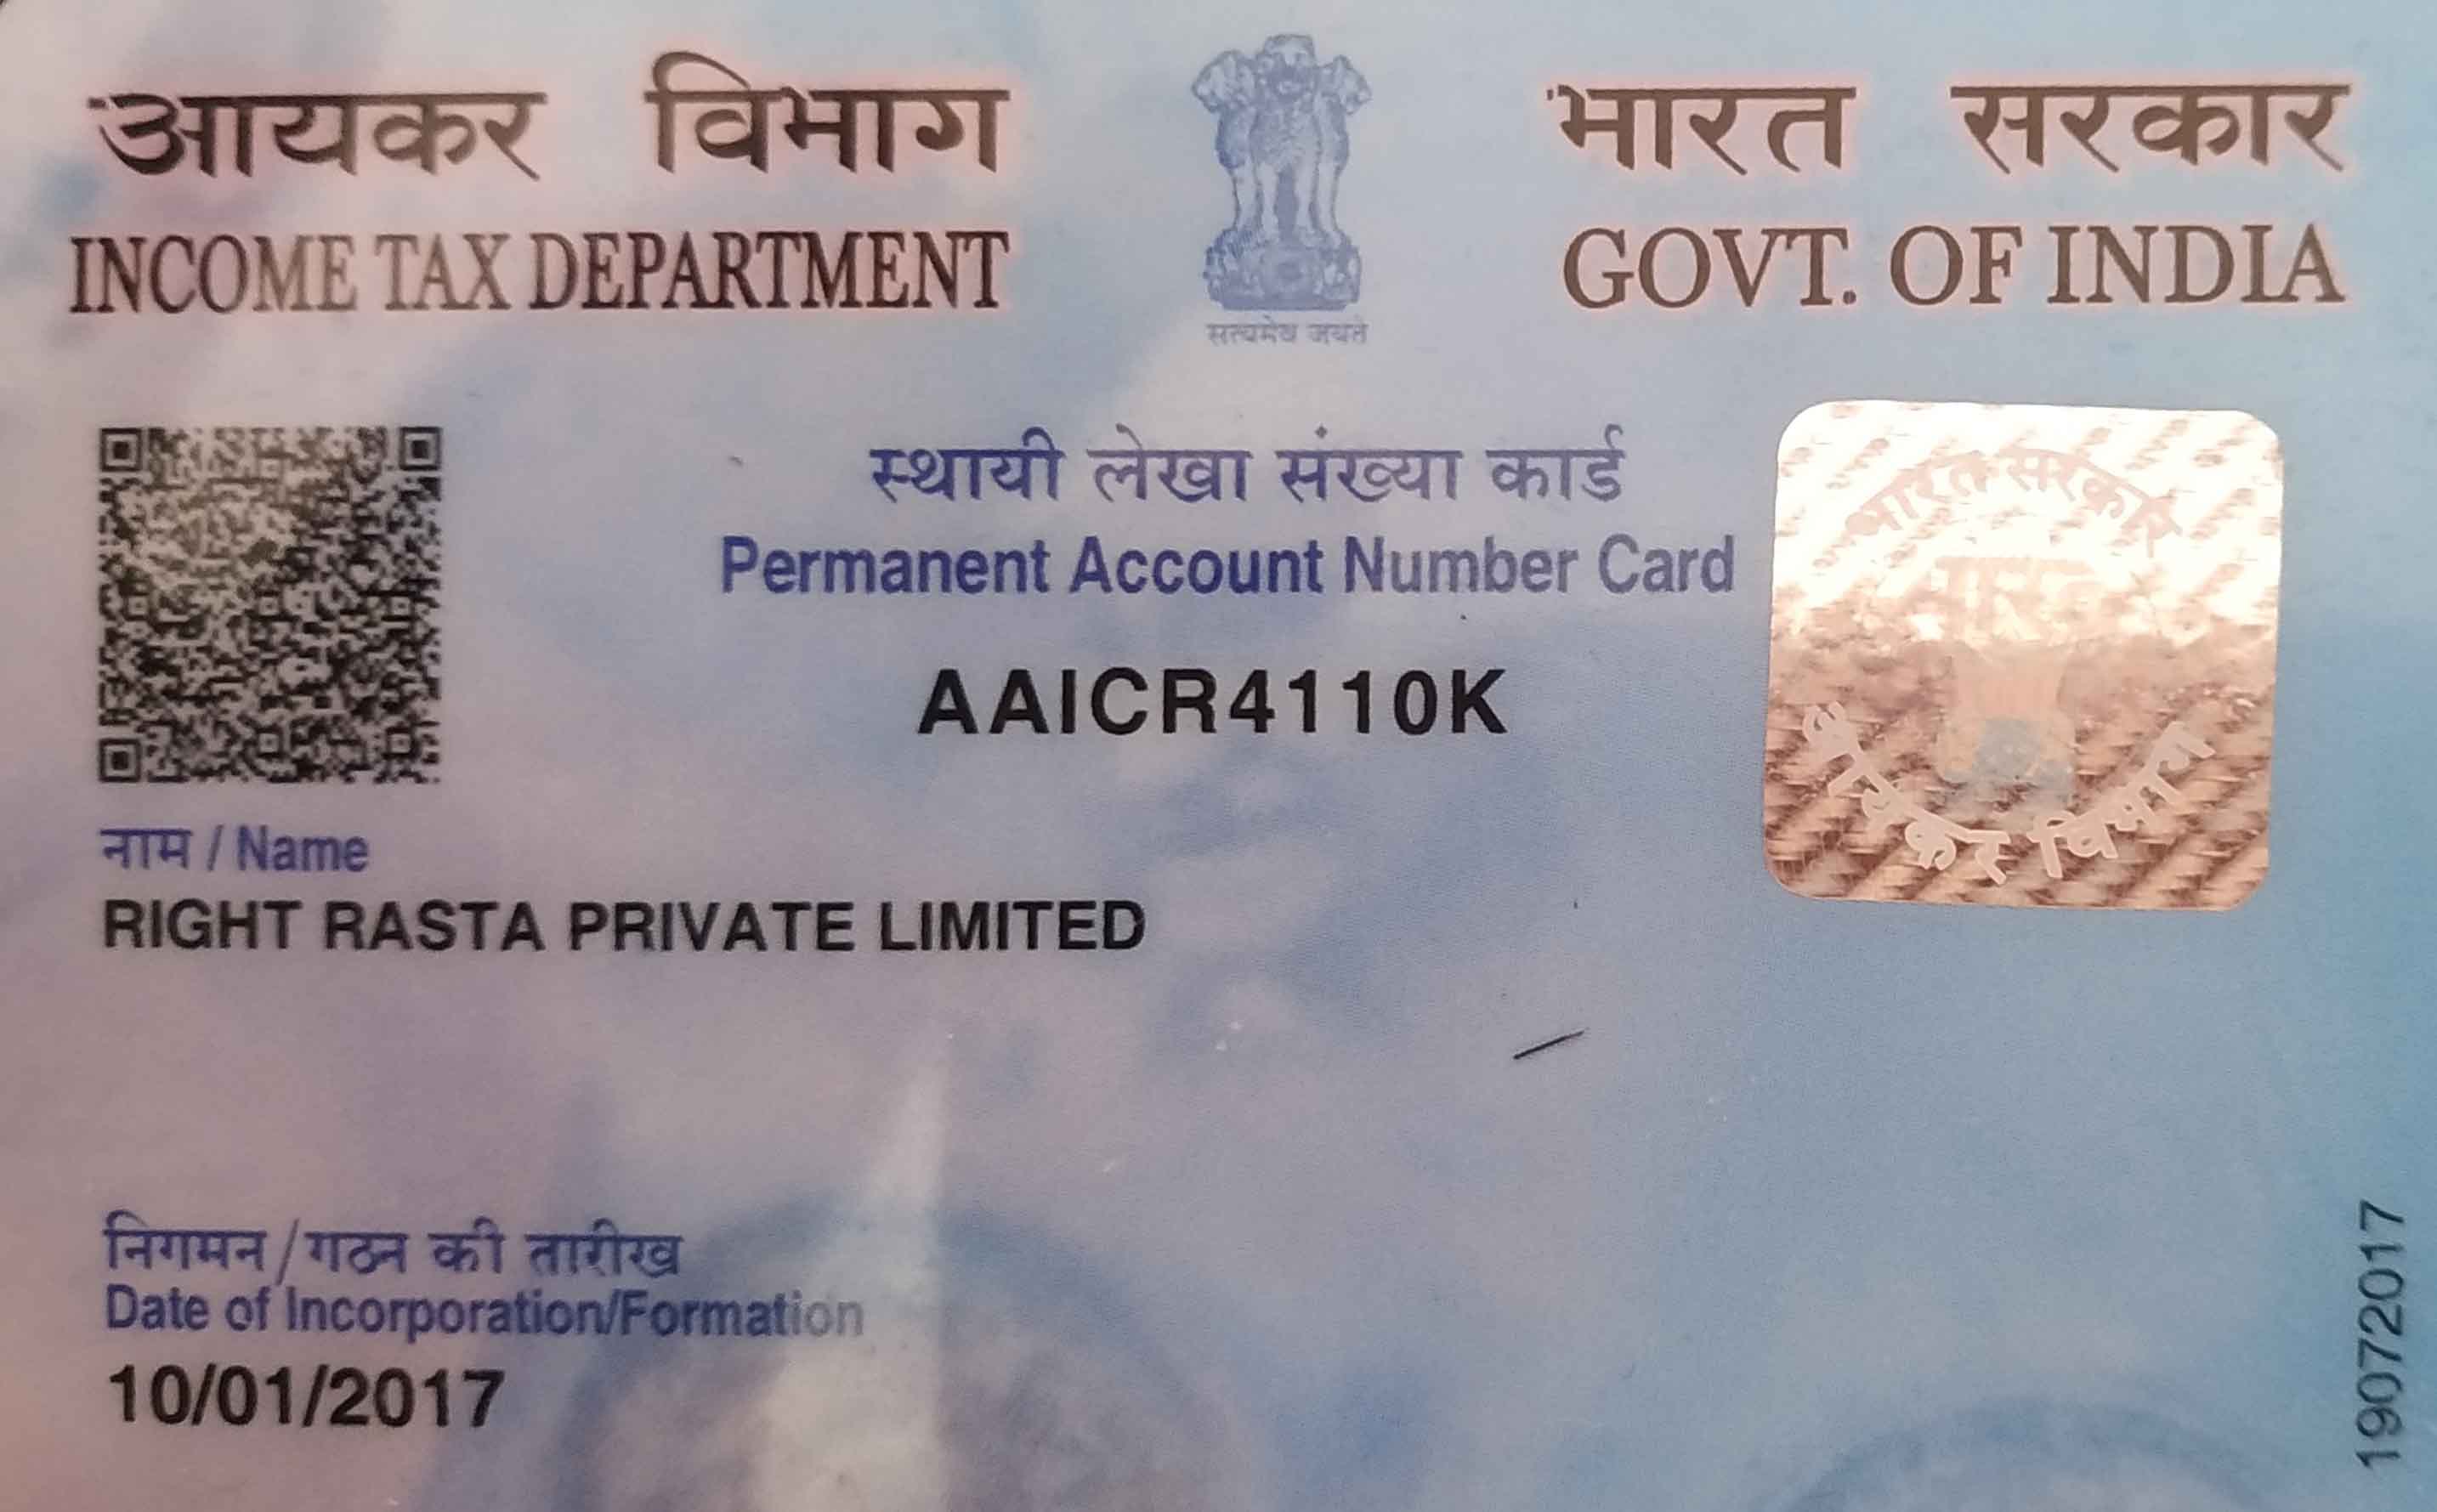 आयकर विभाग
INCOME TAX DEPARTMENT
सत्यमेव जयते
भारत सरकार
GOVT. OF INDIA
स्थायी लेखा संख्या कार्ड
Permanent Account Number Card
AAICR4110K
भारत सरकार
भारत
आयकर विभाग
नाम / Name
RIGHT RASTA PRIVATE LIMITED
निगमन/गठन की तारीख
Date of Incorporation/Formation
10/01/2017
19072017